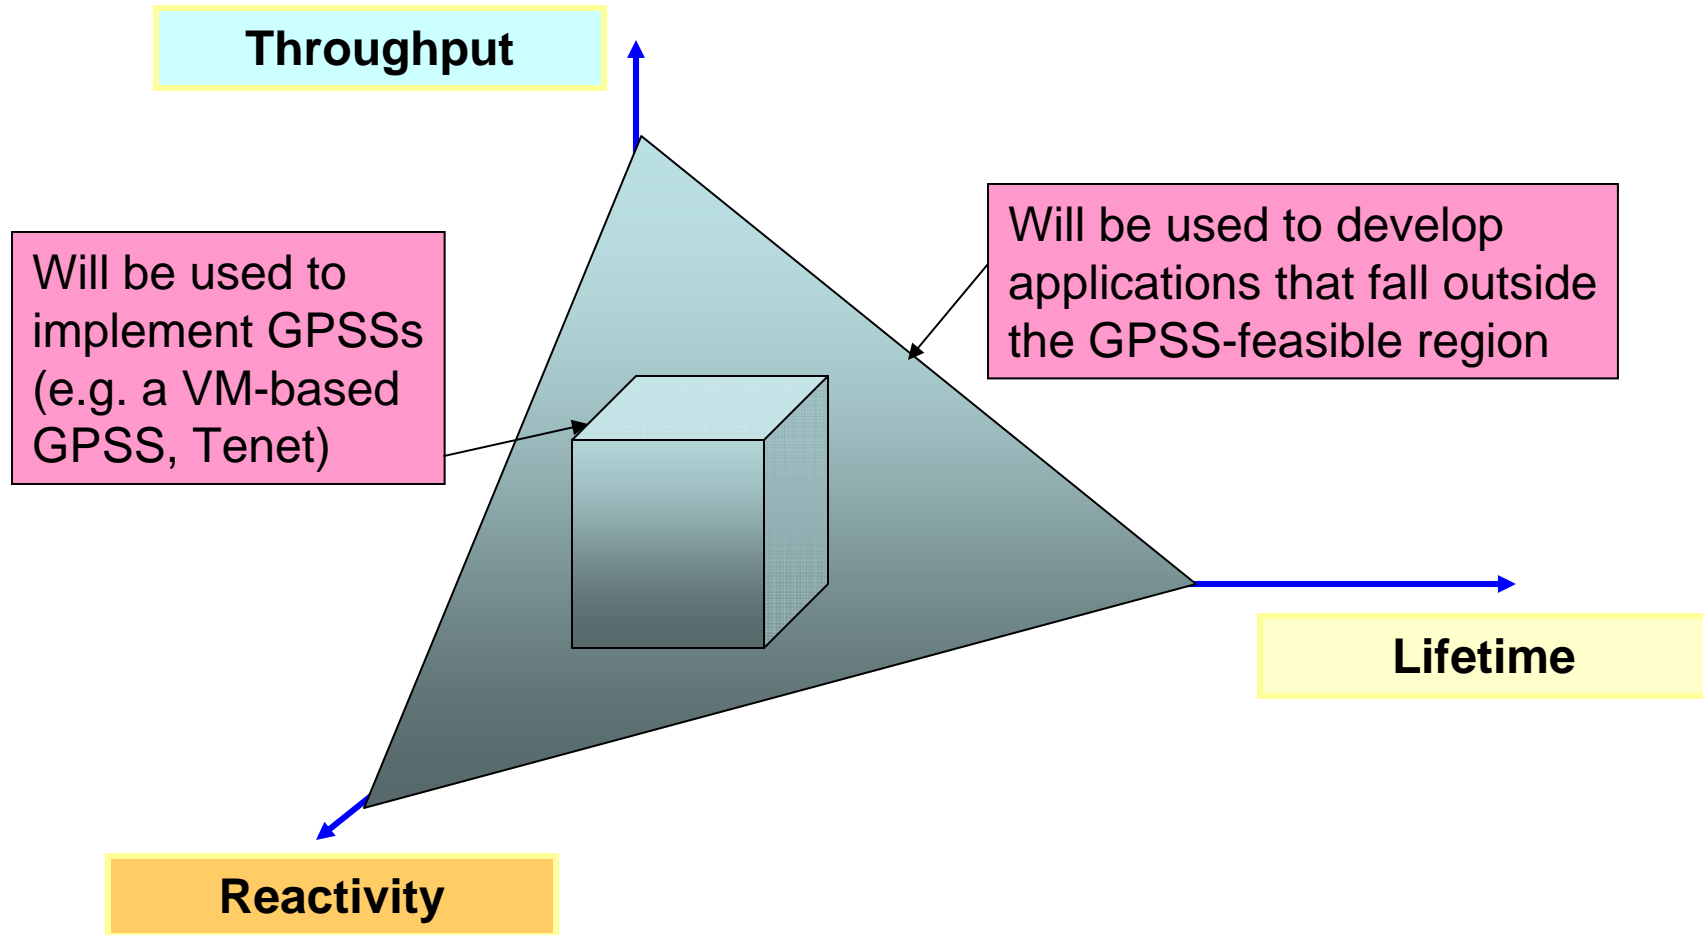 Throughput
Will be used to
implement GPSSs
(e.g. a VM-based
GPSS, Tenet)
Will be used to develop
applications that fall outside
the GPSS-feasible region
Lifetime
Reactivity